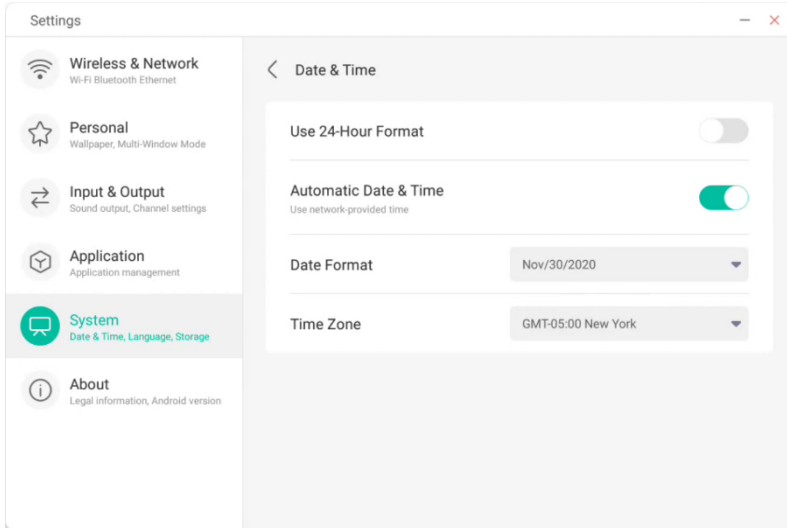 Settings
Wireless & Network
Wi-Fi Bluetooth Ethernet
Personal
Wallpaper, Multi-Window Mode
Input & Output
Sound output, Channel settings
Application
Application management
System
Date & Time, Language, Storage
About
Legal information, Android version
Date & Time
Use 24-Hour Format
Automatic Date & Time
Use network-provided time
Date Format
Nov/30/2020
Time Zone
GMT-05:00 New York